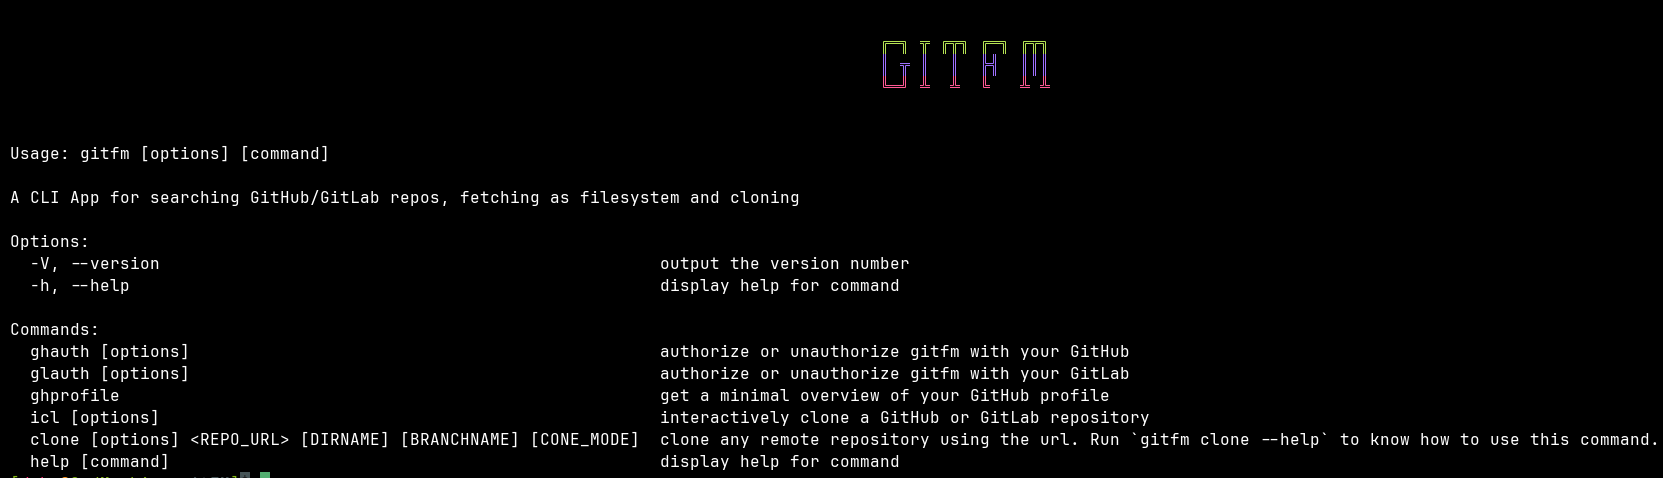 GITFM
Usage: gitfm [options] [command]
A CLI App for searching GitHub/GitLab repos, fetching as filesystem and cloning
Options:
-V, --version output the version number
-h, --help display help for command
Commands:
ghauth [options] authorize or unauthorize gitfm with your GitHub
glauth [options] authorize or unauthorize gitfm with your GitLab
ghprofile get a minimal overview of your GitHub profile
icl [options] interactively clone a GitHub or GitLab repository
clone [options] <REPO_URL> [DIRNAME] [BRANCHNAME] [CONE_MODE] clone any remote repository using the url. Run `gitfm clone --help` to know how to use this command.
help [command] display help for command